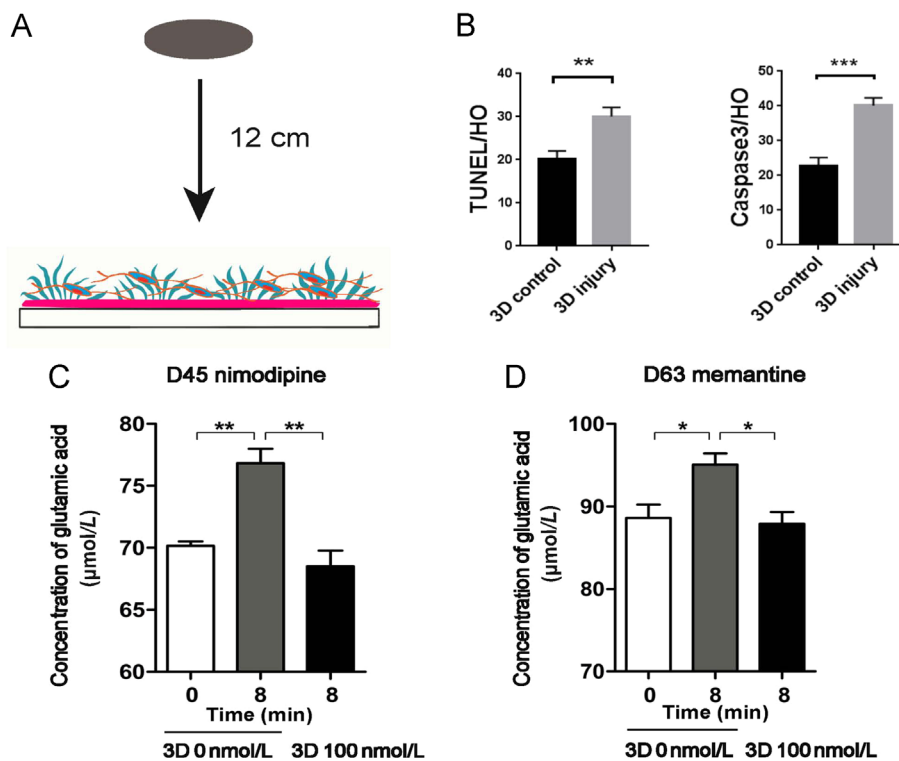 A
12 cm
B
**
TUNEL/HO
40
30
20
10
0
3D control
3D injury
***
Caspase3/HO
50
40
30
20
10
0
3D control
3D injury
C
D45 nimodipine
Concentration of glutamic acid
(μmol/L)
80
75
70
65
60
** **
0 8 8
Time (min)
3D 0 nmol/L 3D 100 nmol/L
D
D63 memantine
Concentration of glutamic acid
(μmol/L)
100
90
80
70
* *
0 8 8
Time (min)
3D 0 nmol/L 3D 100 nmol/L